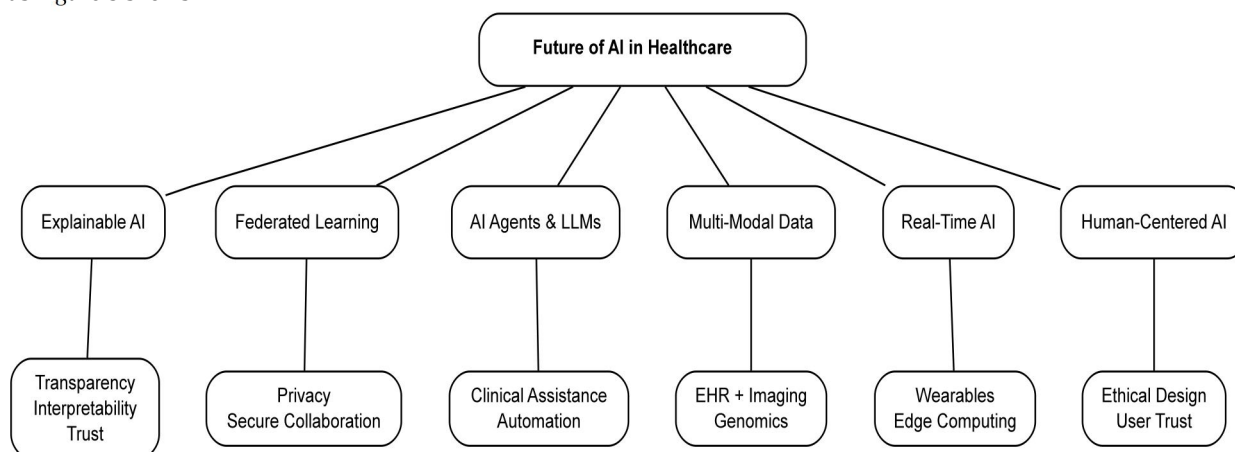 Future of AI in Healthcare
Explainable AI
Federated Learning
AI Agents & LLMs
Multi-Modal Data
Real-Time AI
Human-Centered AI
Transparency
Interpretability
Trust
Privacy
Secure Collaboration
Clinical Assistance
Automation
EHR + Imaging
Genomics
Wearables
Edge Computing
Ethical Design
User Trust